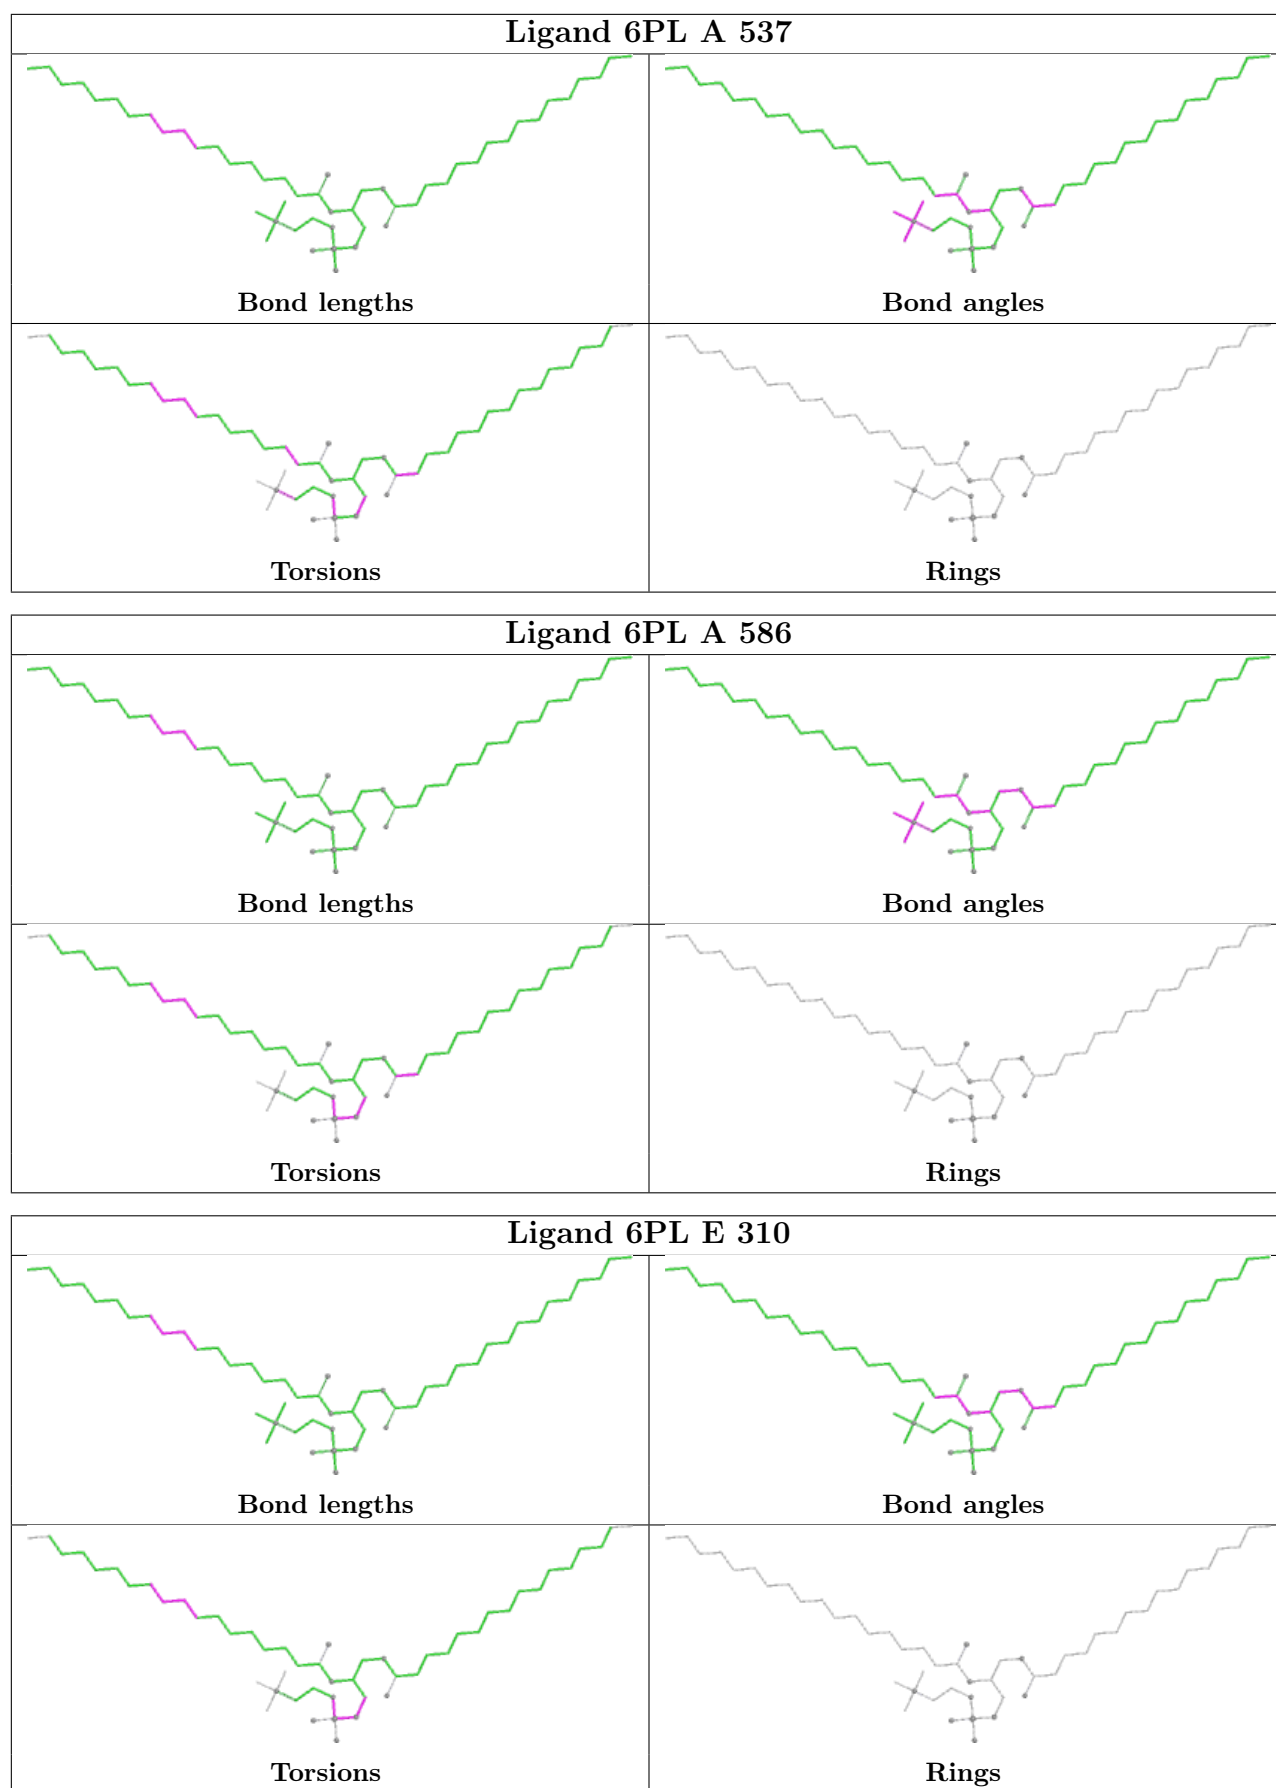 Ligand 6PL A 537
Bond lengths
Bond angles
Torsions
Rings
Ligand 6PL A 586
Bond lengths
Bond angles
Torsions
Rings
Ligand 6PL E 310
Bond lengths
Bond angles
Torsions
Rings